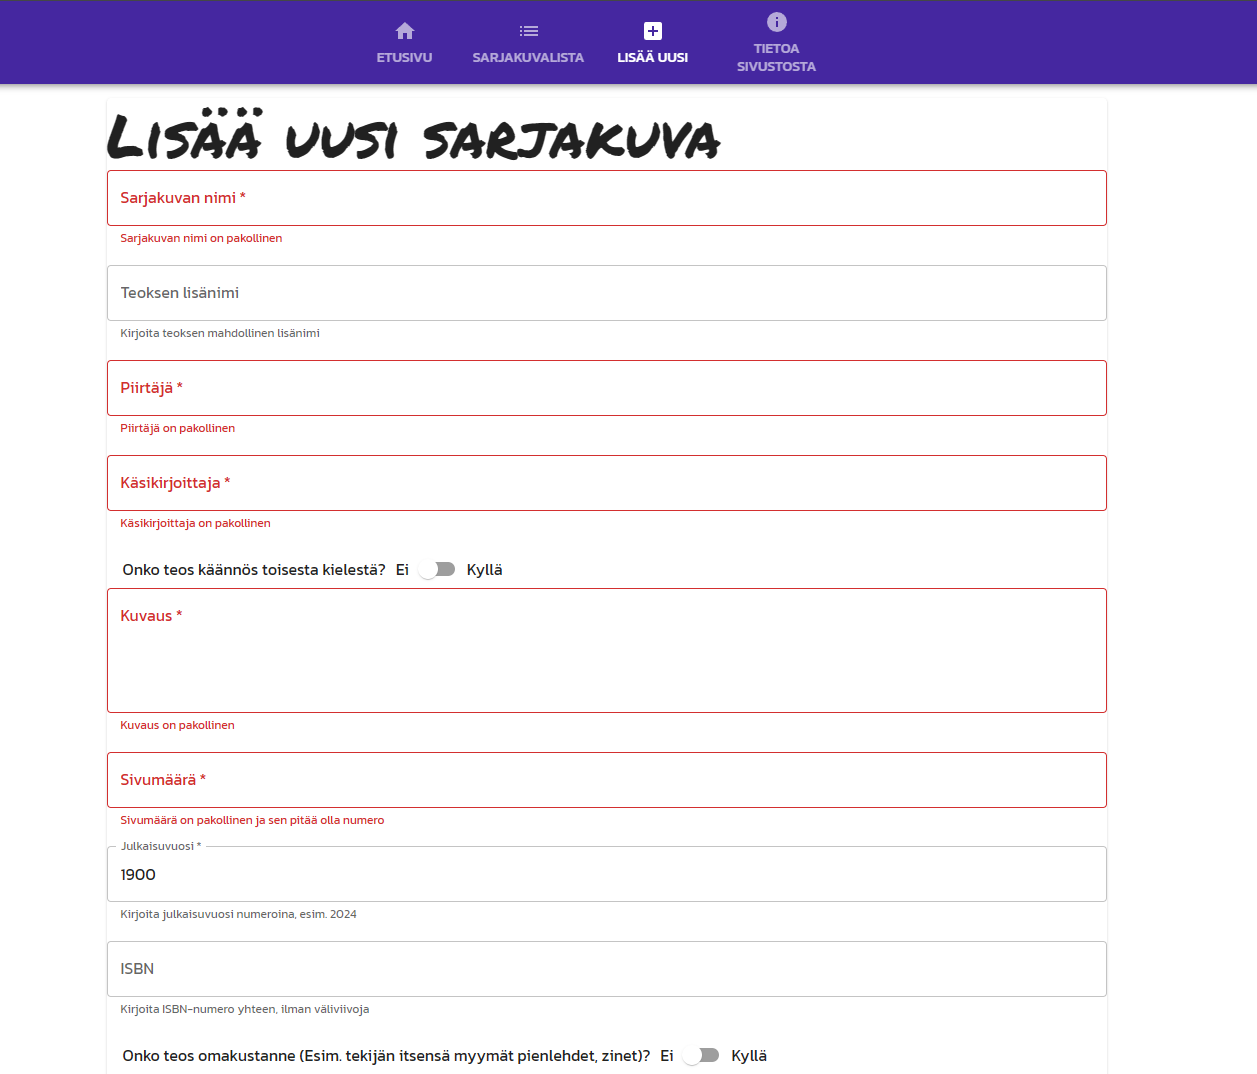 ETUSIVU
SARJAKUVALISTA
LISÄÄ UUSI
TIETOA
SIVUSTOSTA
Lisää uusi sarjakuva
Sarjakuvan nimi *
Sarjakuvan nimi on pakollinen
Teoksen lisänimi
Kirjoita teoksen mahdollinen lisänimi
Piirtäjä *
Piirtäjä on pakollinen
Käsikirjoittaja *
Käsikirjoittaja on pakollinen
Onko teos käännös toisesta kielestä? Ei Kyllä
Kuvaus *
Kuvaus on pakollinen
Sivumäärä *
Sivumäärä on pakollinen ja sen pitää olla numero
Julkaisuvuosi *
1900
Kirjoita julkaisuvuosi numeroina, esim. 2024
ISBN
Kirjoita ISBN-numero yhteen, ilman väliviivoja
Onko teos omakustanne (Esim. tekijän itsensä myymät pienlehdet, zinet)? Ei Kyllä